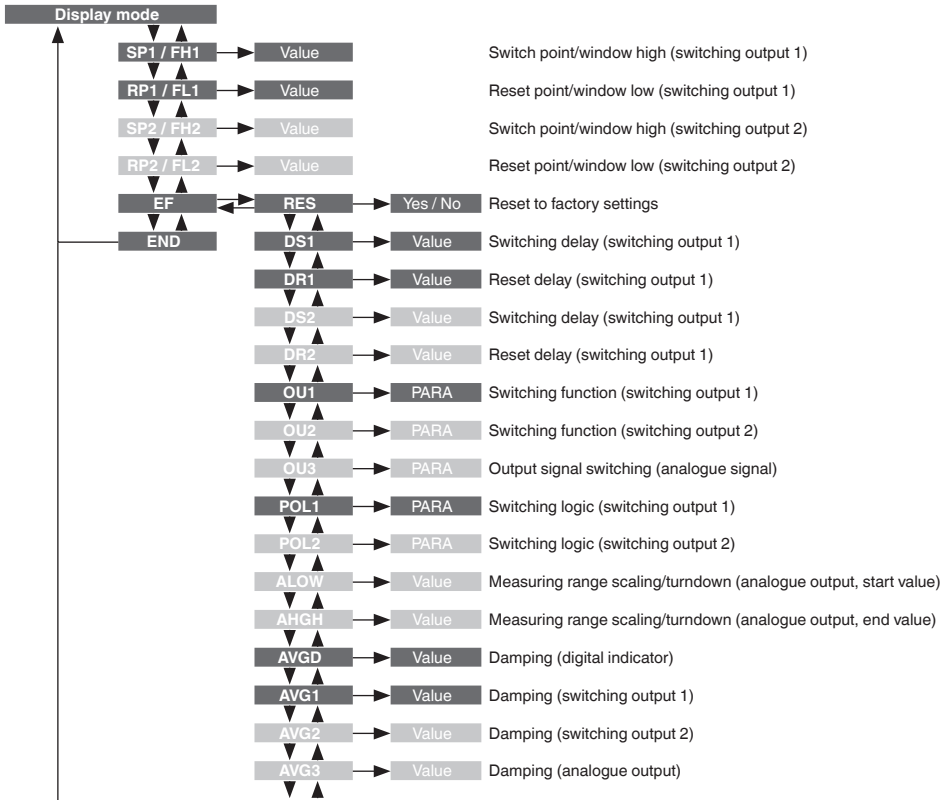 Display mode
SP1 / FH1 Value Switch point/window high (switching output 1)
RP1 / FL1 Value Reset point/window low (switching output 1)
SP2 / FH2 Value Switch point/window high (switching output 2)
RP2 / FL2 Value Reset point/window low (switching output 2)
EF RES Yes / No Reset to factory settings
END DS1 Value Switching delay (switching output 1)
DR1 Value Reset delay (switching output 1)
DS2 Value Switching delay (switching output 1)
DR2 Value Reset delay (switching output 1)
OU1 PARA Switching function (switching output 1)
OU2 PARA Switching function (switching output 2)
OU3 PARA Output signal switching (analogue signal)
POL1 PARA Switching logic (switching output 1)
POL2 PARA Switching logic (switching output 2)
ALOW Value Measuring range scaling/turndown (analogue output, start value)
AHGH Value Measuring range scaling/turndown (analogue output, end value)
AVGD Value Damping (digital indicator)
AVG1 Value Damping (switching output 1)
AVG2 Value Damping (switching output 2)
AVG3 Value Damping (analogue output)